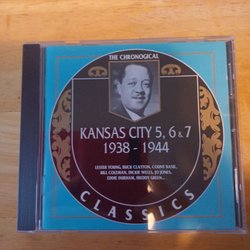 THE CHRONOGICAL
KANSAS CITY 5, 6 & 7
1938 - 1944
LESTER YOUNG, BUCK CLAYTON, COUNT BASIE,
BILL COLEMAN, DICKIE WELLS, JO JONES,
EDDIE DURHAM, FREDDY GREEN...
CLASSICS